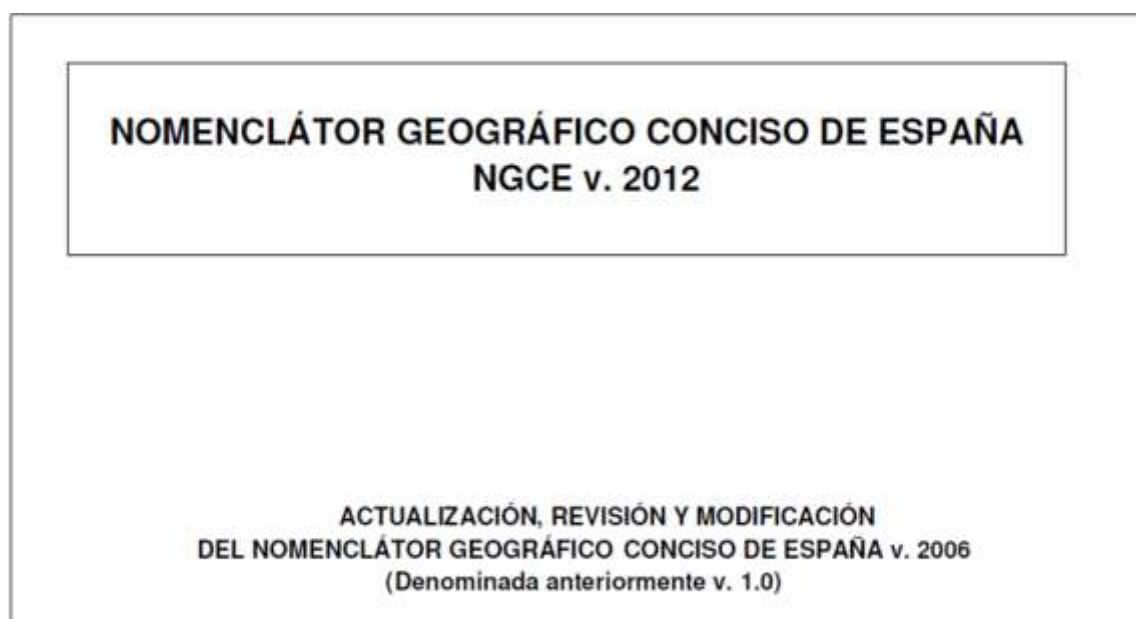 NOMENCLÁTOR GEOGRÁFICO CONCISO DE ESPAÑA
NGCE v. 2012
ACTUALIZACIÓN, REVISIÓN Y MODIFICACIÓN
DEL NOMENCLÁTOR GEOGRÁFICO CONCISO DE ESPAÑA v. 2006
(Denominada anteriormente v. 1.0)